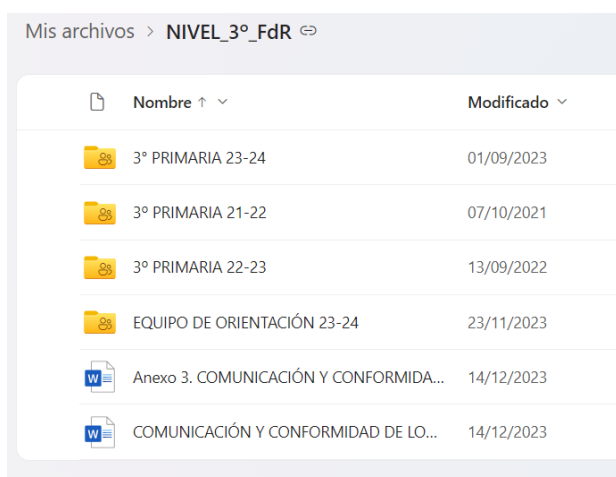 Mis archivos > NIVEL_3º_FdR
Nombre ↑ Modificado
3° PRIMARIA 23-24 01/09/2023
3º PRIMARIA 21-22 07/10/2021
3º PRIMARIA 22-23 13/09/2022
EQUIPO DE ORIENTACIÓN 23-24 23/11/2023
W Anexo 3. COMUNICACIÓN Y CONFORMIDA... 14/12/2023
W COMUNICACIÓN Y CONFORMIDAD DE LO... 14/12/2023